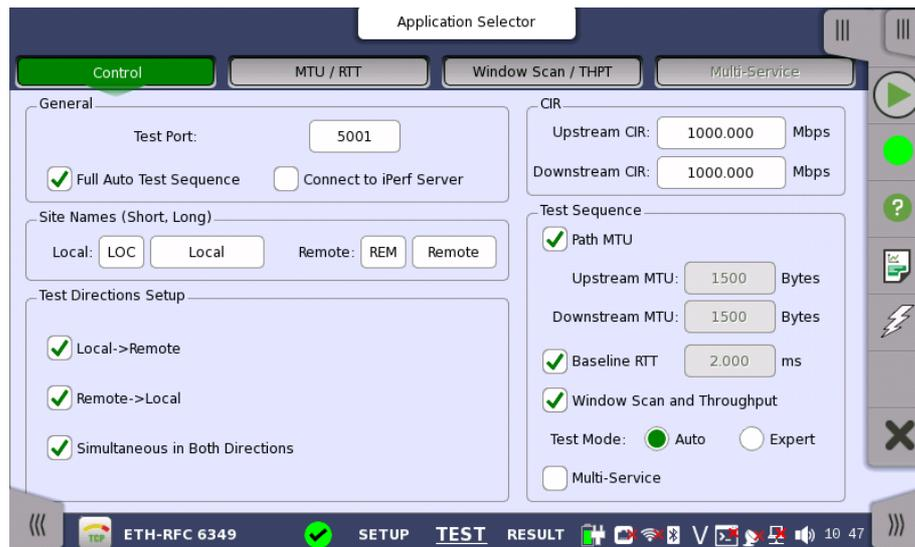 Application Selector
Control
MTU / RTT
Window Scan / THPT
Multi-Service
General
Test Port: 5001
Full Auto Test Sequence
Connect to iPerf Server
Site Names (Short, Long)
Local: LOC Local Remote: REM Remote
Test Directions Setup
Local->Remote
Remote->Local
Simultaneous in Both Directions
CIR
Upstream CIR: 1000.000 Mbps
Downstream CIR: 1000.000 Mbps
Test Sequence
Path MTU
Upstream MTU: 1500 Bytes
Downstream MTU: 1500 Bytes
Baseline RTT 2.000 ms
Window Scan and Throughput
Test Mode: Auto Expert
Multi-Service
TCP ETH-RFC 6349 SETUP TEST RESULT V 10 47